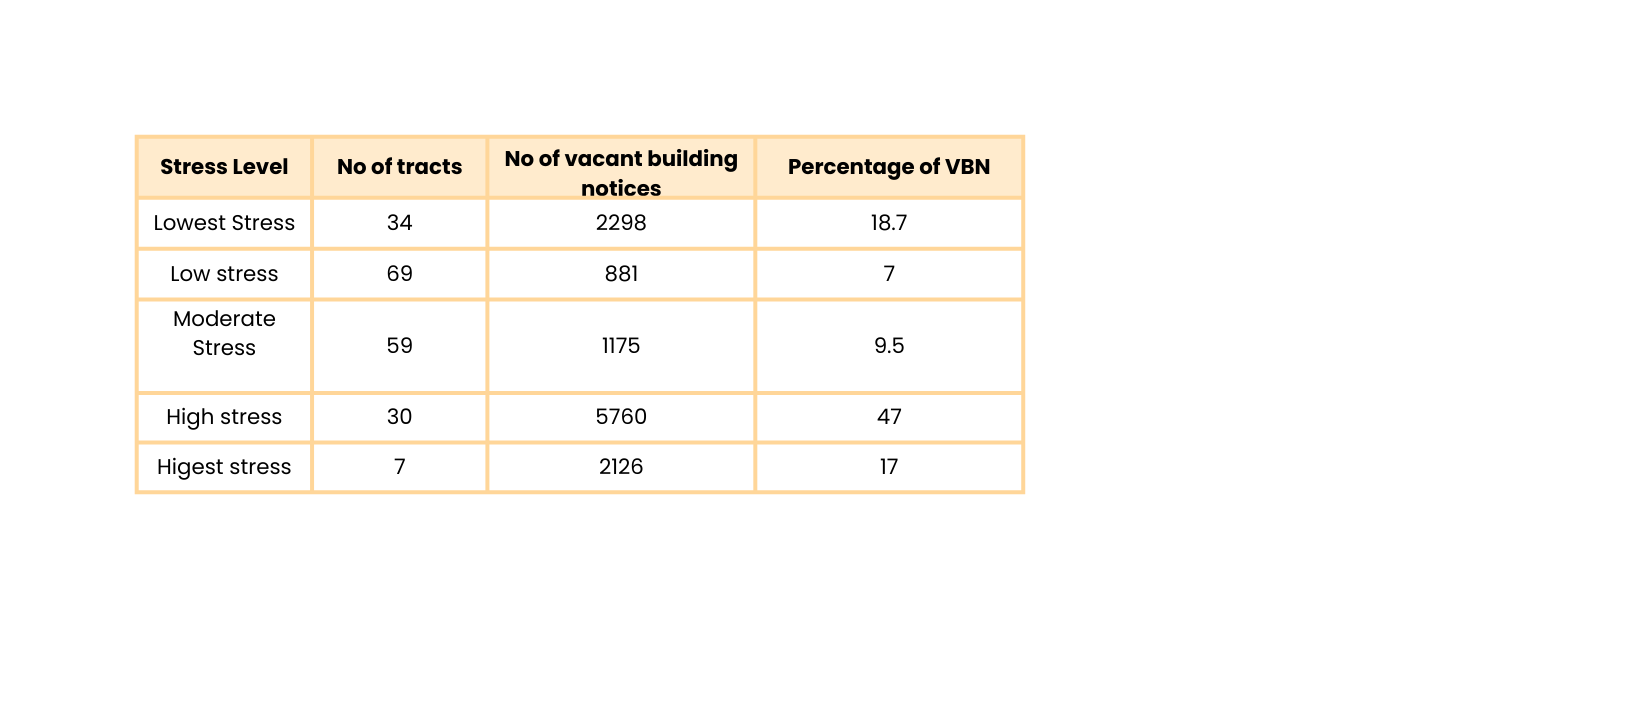 Stress Level No of tracts No of vacant building notices Percentage of VBN
Lowest Stress 34 2298 18.7
Low stress 69 881 7
Moderate Stress 59 1175 9.5
High stress 30 5760 47
Higest stress 7 2126 17